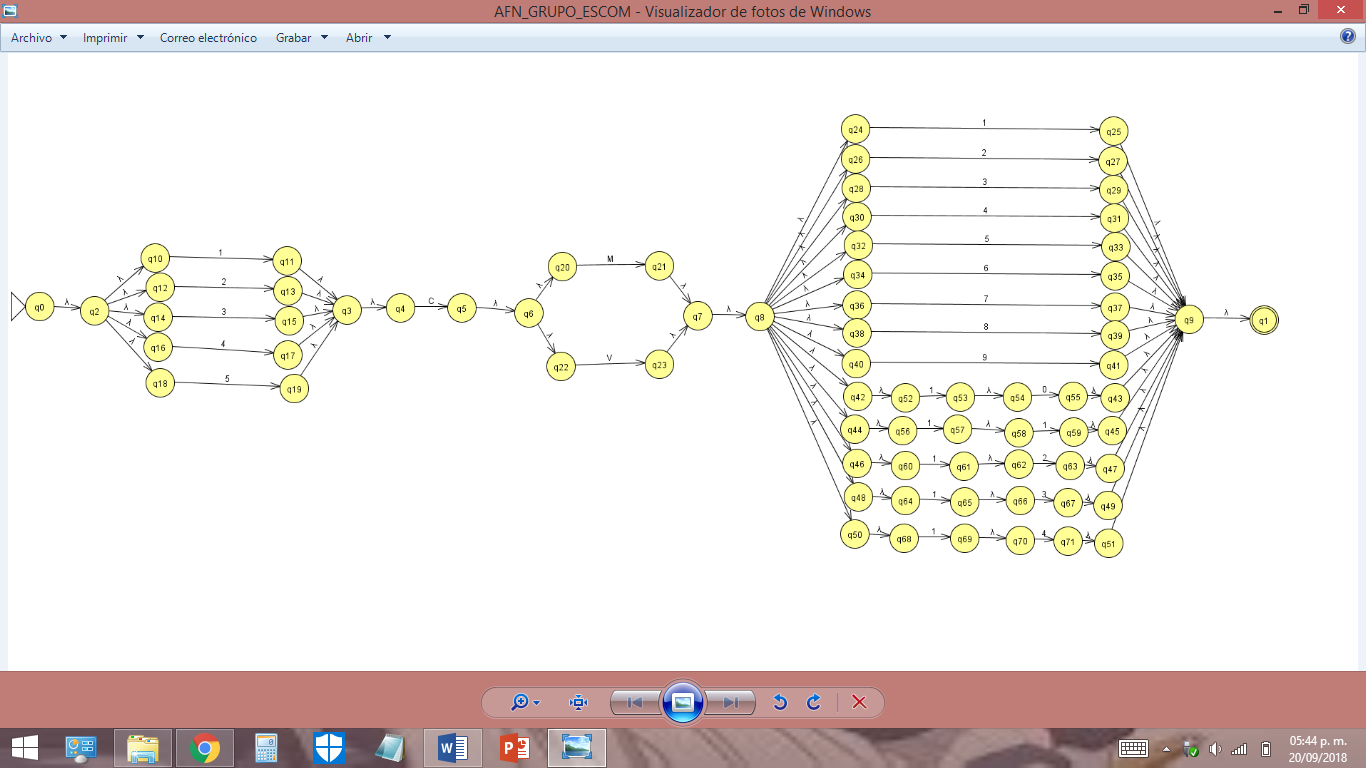 AFN_GRUPO_ESCOM - Visualizador de fotos de Windows
Archivo Imprimir Correo electrónico Grabar Abrir
q24 1 q25
q26 2 q27
q28 3 q29
λ λ
q30 4 q31
q32 5 q33
q10 1 q11 q20 M q21 q34 6 q35
λ λ λ λ
q12 2 q13 q36 7 q37
q0 λ q2 q14 3 q15 q3 λ q4 C q5 λ q6 q7 λ q8 q9 λ q1
q16 4 q17 q38 8 q39
q18 5 q19 λ λ q22 V q23 q40 9 q41
q42 λ q52 1 q53 λ q54 0 q55 λ q43
q44 λ q56 1 q57 λ q58 1 q59 λ q45
q46 λ q60 1 q61 λ q62 2 q63 λ q47
q48 λ q64 1 q65 λ q66 3 q67 λ q49
q50 λ q68 1 q69 λ q70 4 q71 λ q51
05:44 p. m.
20/09/2018